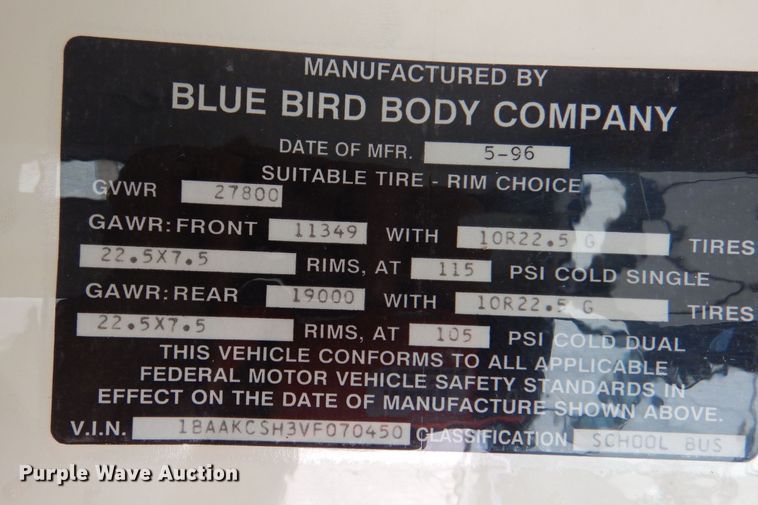 MANUFACTURED BY
BLUE BIRD BODY COMPANY
DATE OF MFR. 5-96
SUITABLE TIRE - RIM CHOICE
GVWR 27800
GAWR: FRONT 11349 WITH 10R22.5 G TIRES
22.5X7.5 RIMS, AT 115 PSI COLD SINGLE
GAWR: REAR 19000 WITH 10R22.5 G TIRES
22.5X7.5 RIMS, AT 105 PSI COLD DUAL
THIS VEHICLE CONFORMS TO ALL APPLICABLE
FEDERAL MOTOR VEHICLE SAFETY STANDARDS IN
EFFECT ON THE DATE OF MANUFACTURE SHOWN ABOVE.
V.I.N. 1BAAKCSH3VF070450 CLASSIFICATION SCHOOL BUS
Purple Wave Auction